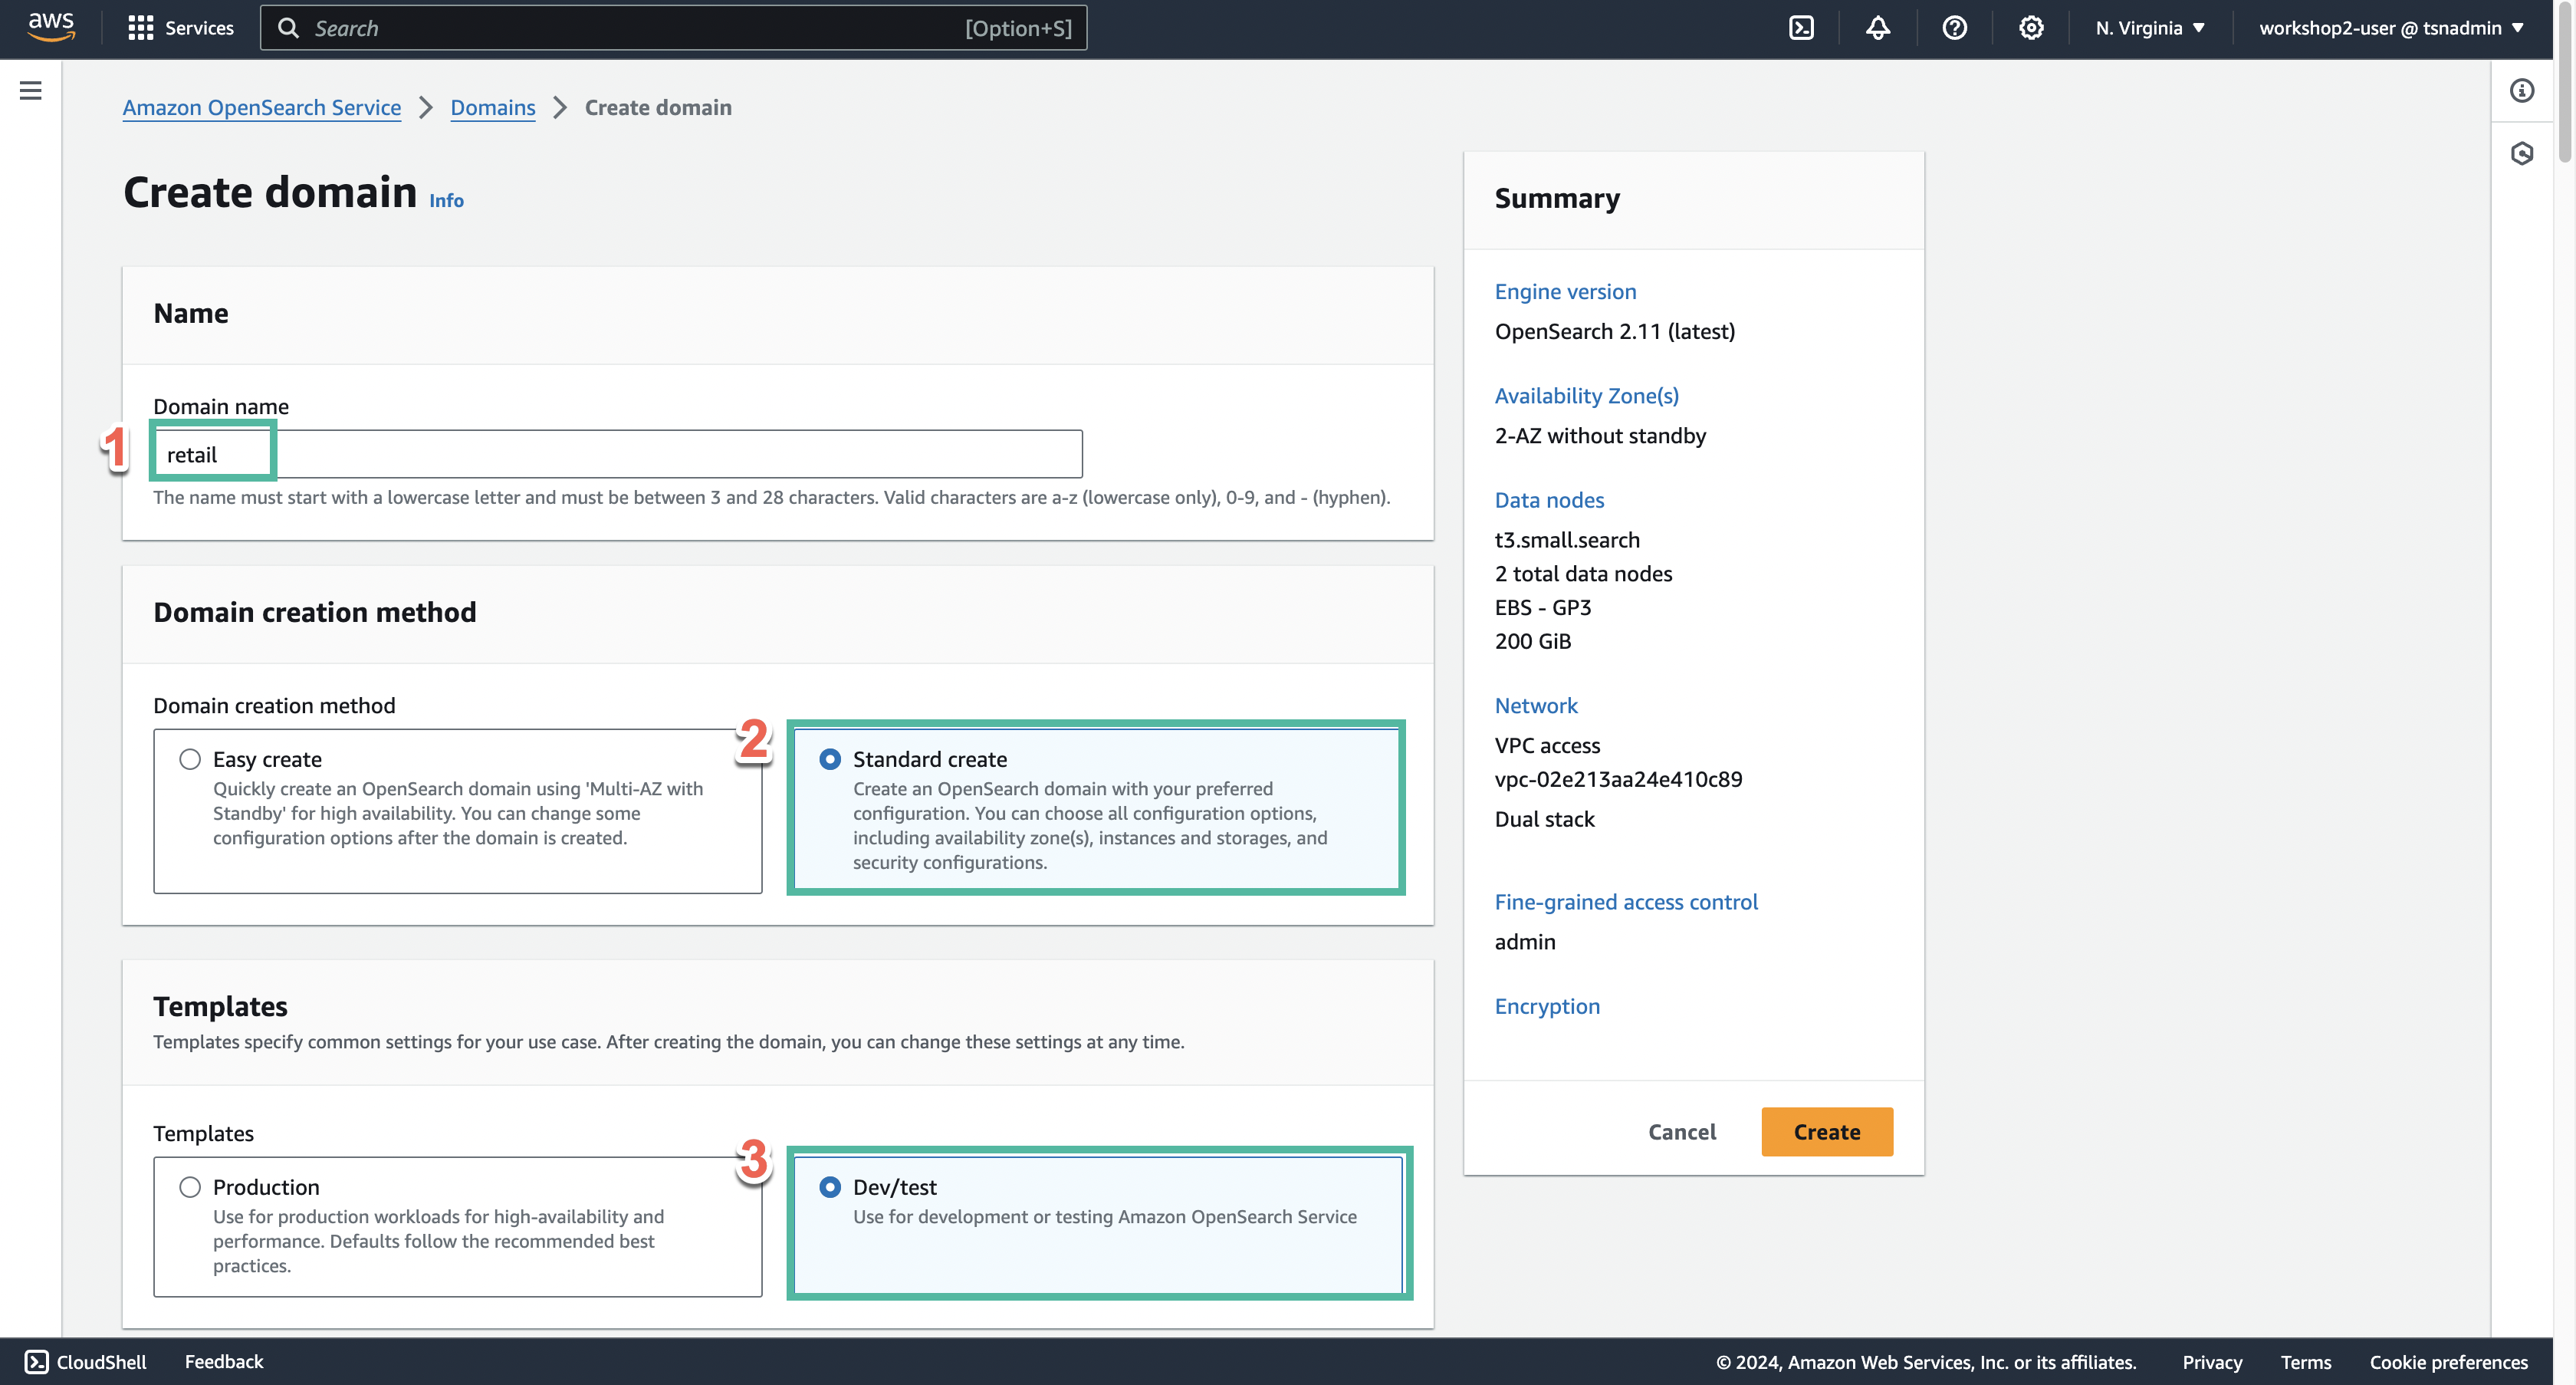 aws
Services
Search
[Option+S]
N. Virginia
workshop2-user @ tsnadmin
Amazon OpenSearch Service
Domains
Create domain
Create domain
Info
Name
Domain name
1
retail
The name must start with a lowercase letter and must be between 3 and 28 characters. Valid characters are a-z (lowercase only), 0-9, and - (hyphen).
Domain creation method
Domain creation method
Easy create
Quickly create an OpenSearch domain using 'Multi-AZ with
Standby' for high availability. You can change some
configuration options after the domain is created.
2
Standard create
Create an OpenSearch domain with your preferred
configuration. You can choose all configuration options,
including availability zone(s), instances and storages, and
security configurations.
Templates
Templates specify common settings for your use case. After creating the domain, you can change these settings at any time.
Templates
Production
Use for production workloads for high-availability and
performance. Defaults follow the recommended best
practices.
3
Dev/test
Use for development or testing Amazon OpenSearch Service
Summary
Engine version
OpenSearch 2.11 (latest)
Availability Zone(s)
2-AZ without standby
Data nodes
t3.small.search
2 total data nodes
EBS - GP3
200 GiB
Network
VPC access
vpc-02e213aa24e410c89
Dual stack
Fine-grained access control
admin
Encryption
Cancel
Create
CloudShell
Feedback
© 2024, Amazon Web Services, Inc. or its affiliates.
Privacy
Terms
Cookie preferences